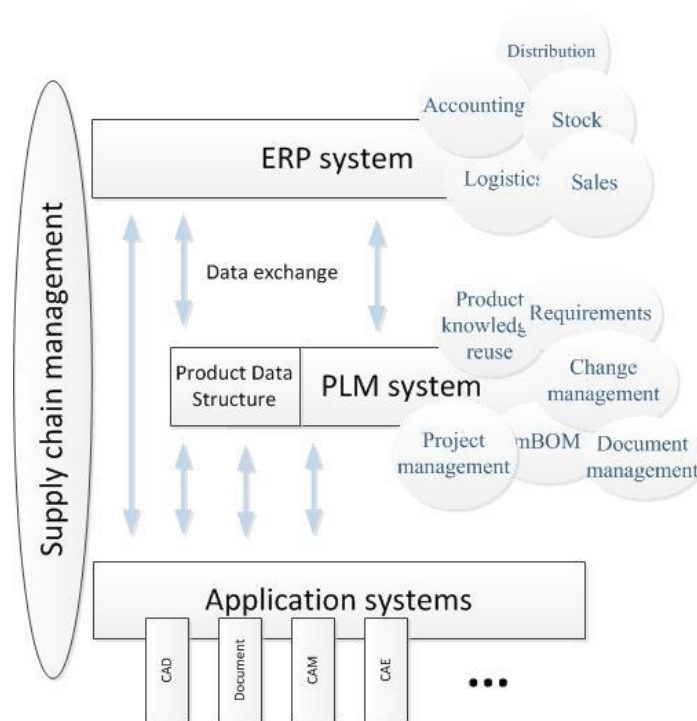 Supply chain management
Distribution
Accounting
Stock
ERP system
Logistics
Sales
Data exchange
Product
knowledge
reuse
Requirements
Product Data
Structure
PLM system
Change
management
Project
management
mBOM
Document
management
Application systems
CAD
Document
CAM
CAE
...